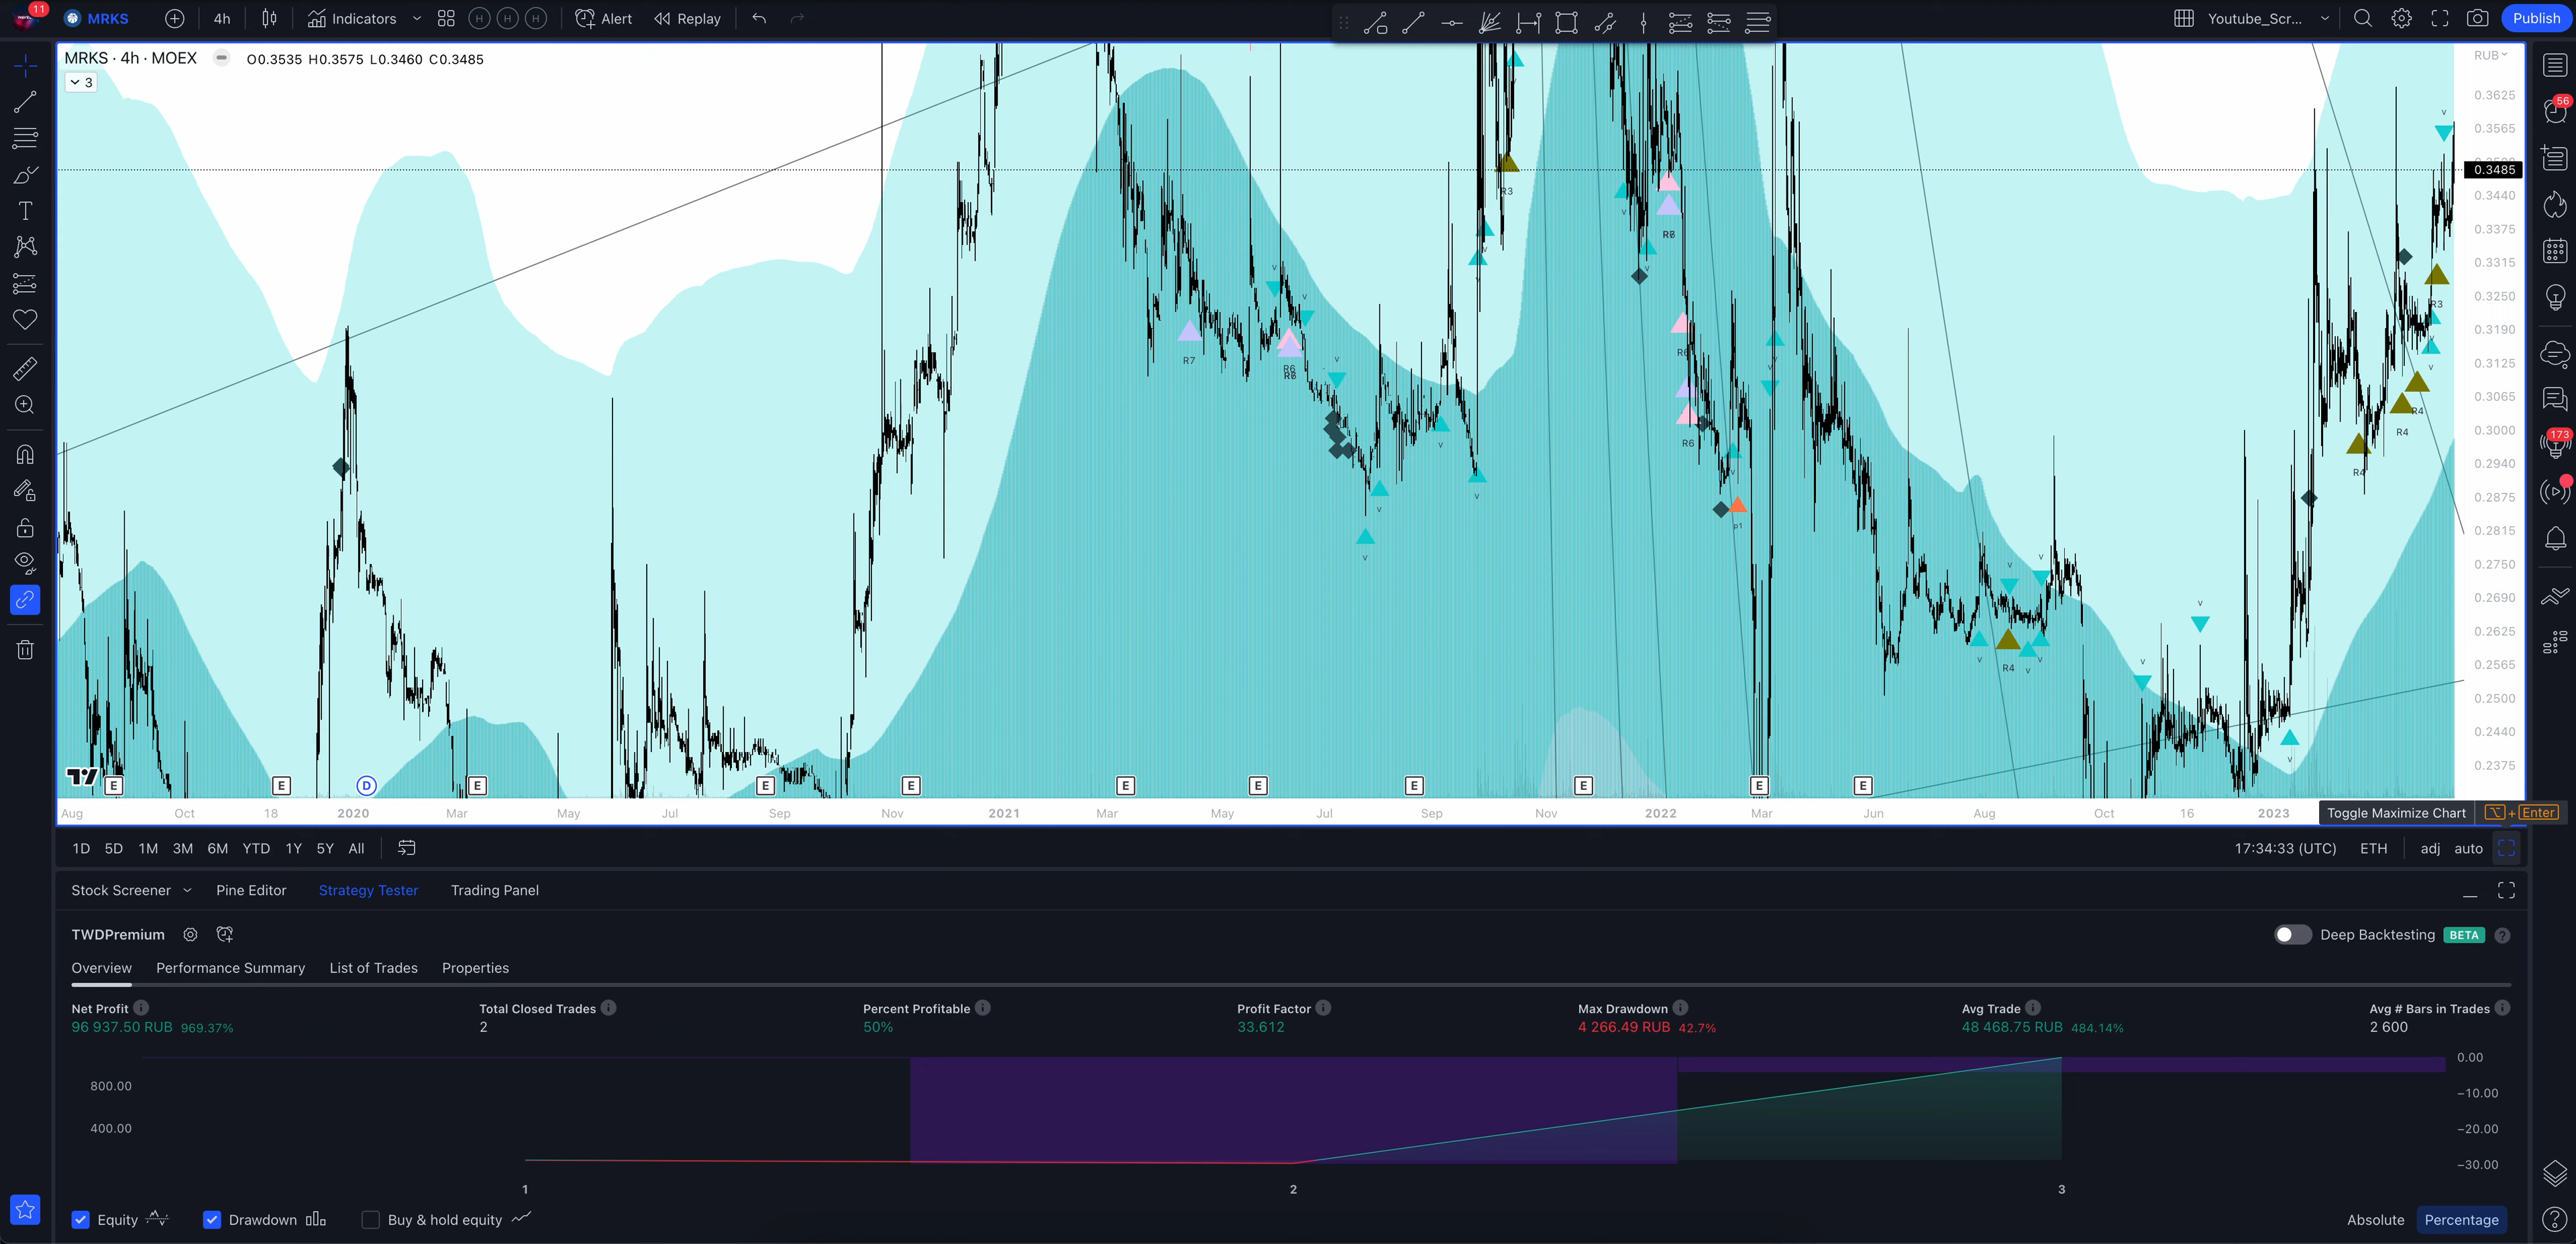 11 MRKS 4h Indicators H H H Alert Replay Youtube_Scr... Publish
MRKS · 4h · MOEX O0.3535 H0.3575 L0.3460 C0.3485
3
RUB
0.3625
0.3565
0.3485
0.3440
0.3375
0.3315
0.3250
0.3190
0.3125
0.3065
0.3000
0.2940
0.2875
0.2815
0.2750
0.2690
0.2625
0.2565
0.2500
0.2440
0.2375
56
173
R3
R7
R6
R6
R6
p1
R4
R4
R4
R4
R3
E E D E E E E E E E E E
Aug Oct 18 2020 Mar May Jul Sep Nov 2021 Mar May Jul Sep Nov 2022 Mar Jun Aug Oct 16 2023
Toggle Maximize Chart ⌥ + Enter
1D 5D 1M 3M 6M YTD 1Y 5Y All 17:34:33 (UTC) ETH adj auto
Stock Screener Pine Editor Strategy Tester Trading Panel
TWDPremium Deep Backtesting BETA
Overview Performance Summary List of Trades Properties
Net Profit Total Closed Trades Percent Profitable Profit Factor Max Drawdown Avg Trade Avg # Bars in Trades
96 937.50 RUB 969.37% 2 50% 33.612 4 266.49 RUB 42.7% 48 468.75 RUB 484.14% 2 600
800.00
400.00
0.00
−10.00
−20.00
−30.00
1 2 3
Equity Drawdown Buy & hold equity Absolute Percentage